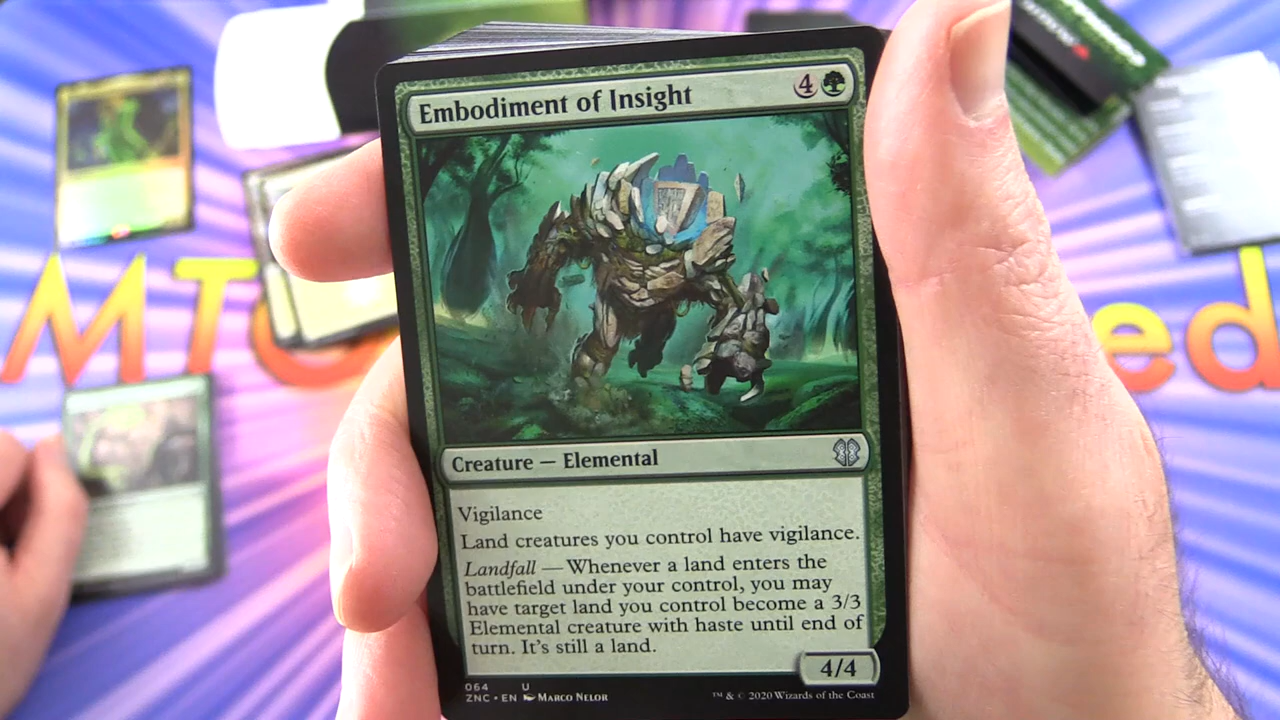 Embodiment of Insight
4
Creature — Elemental
Vigilance
Land creatures you control have vigilance.
Landfall — Whenever a land enters the
battlefield under your control, you may
have target land you control become a 3/3
Elemental creature with haste until end of
turn. It's still a land.
4/4
064 U
ZNC • EN Marco Nelor
™ & © 2020 Wizards of the Coast
MTG
ed